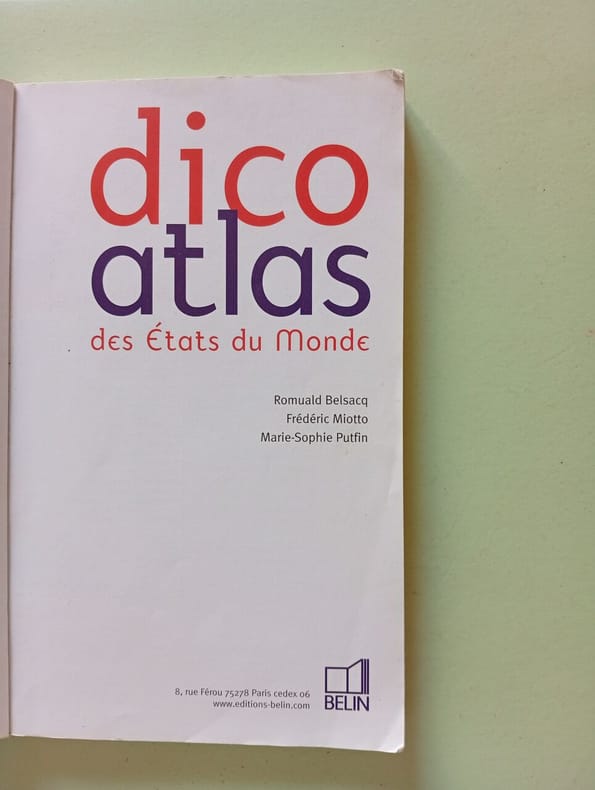 dico
atlas
des États du Monde
Romuald Belsacq
Frédéric Miotto
Marie-Sophie Putfin
8, rue Férou 75278 Paris cedex 06
www.editions-belin.com
BELIN